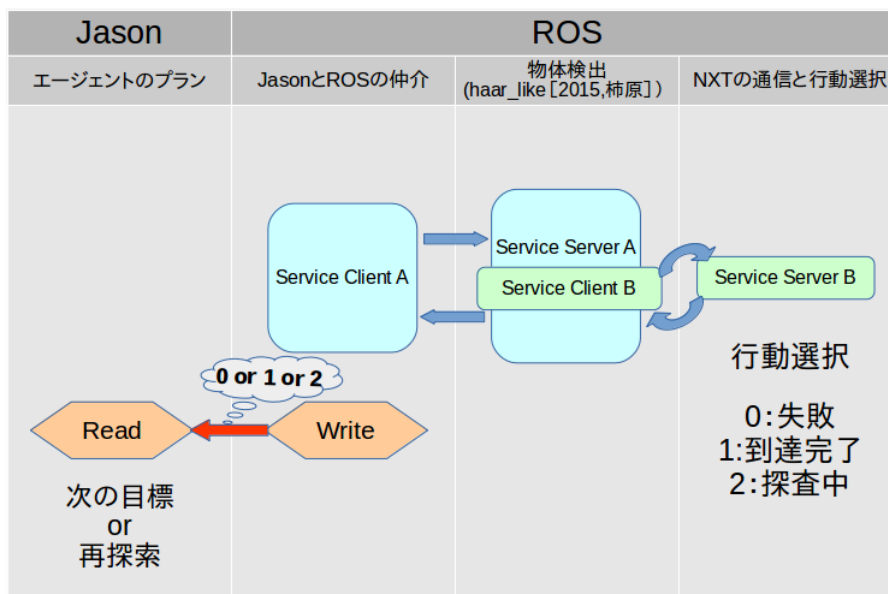 Jason
ROS
エージェントのプラン
JasonとROSの仲介
物体検出
(haar_like[2015,柿原])
NXTの通信と行動選択
Service Client A
Service Server A
Service Client B
Service Server B
0 or 1 or 2
Read
Write
次の目標
or
再探索
行動選択
0:失敗
1:到達完了
2:探査中